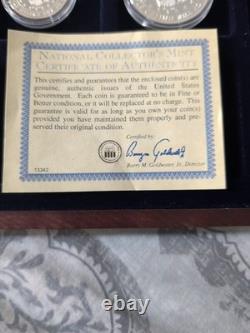 NATIONAL COLLECTOR'S MINT
CERTIFICATE OF AUTHENTICITY
This certifies and guarantees that the enclosed coin(s) are
genuine, authentic issues of the United States
Government. Each coin is guaranteed to be in Fine or
Better condition, or it will be replaced at no charge. This
guarantee is valid for as long as you own your coin(s)
provided you have maintained them properly and pre-
served their original condition.
Certified by:
Barry M. Goldwater, Jr., Director